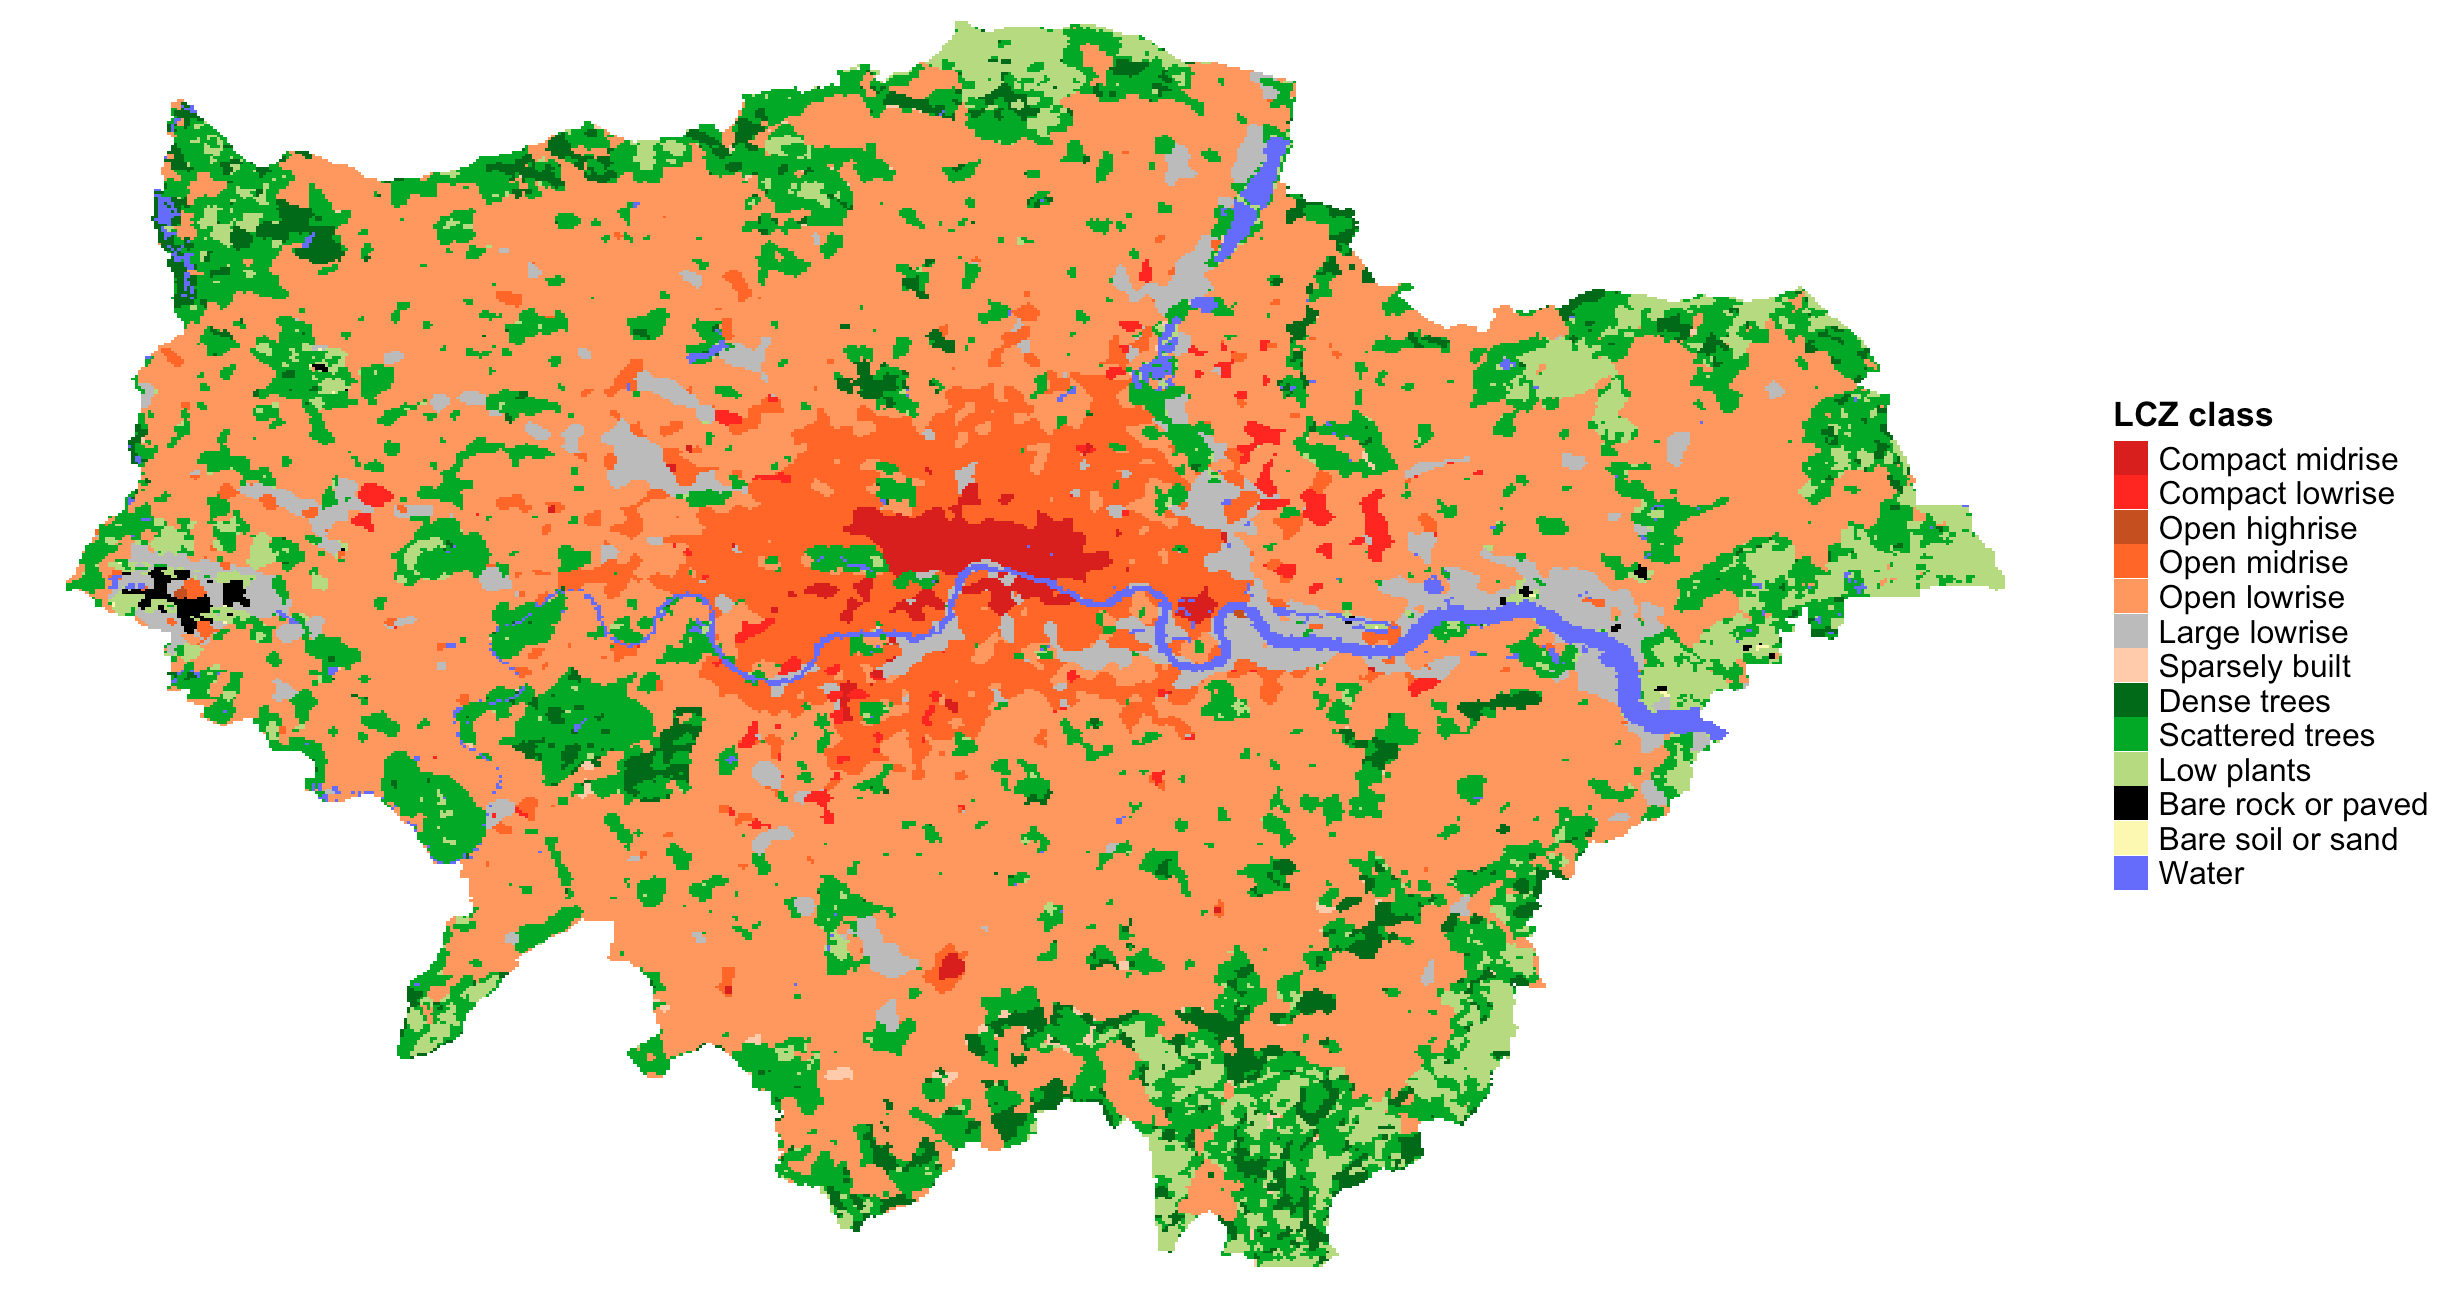 LCZ class
Compact midrise
Compact lowrise
Open highrise
Open midrise
Open lowrise
Large lowrise
Sparsely built
Dense trees
Scattered trees
Low plants
Bare rock or paved
Bare soil or sand
Water